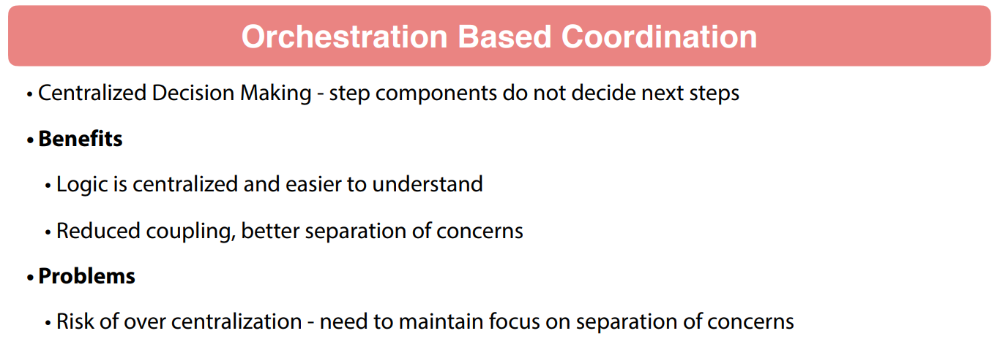 Orchestration Based Coordination
• Centralized Decision Making - step components do not decide next steps
• Benefits
• Logic is centralized and easier to understand
• Reduced coupling, better separation of concerns
• Problems
• Risk of over centralization - need to maintain focus on separation of concerns